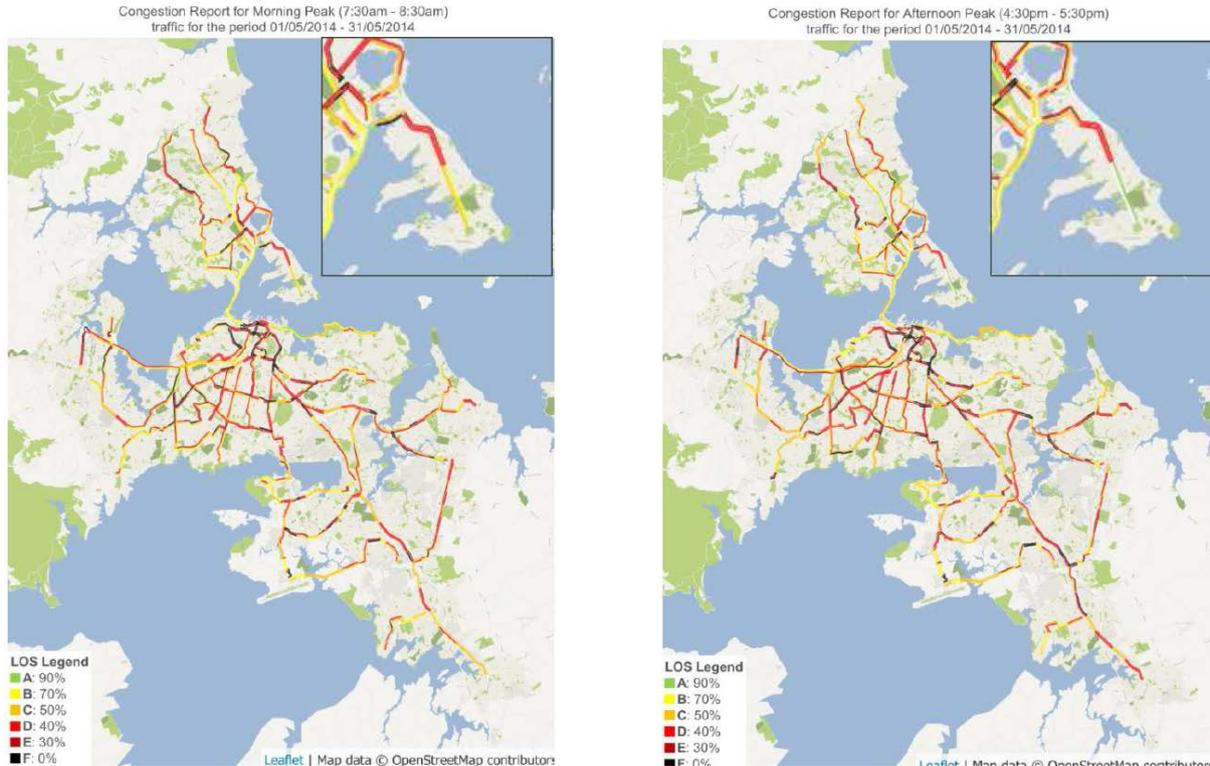 Congestion Report for Morning Peak (7:30am - 8:30am)
traffic for the period 01/05/2014 - 31/05/2014
LOS Legend
A: 90%
B: 70%
C: 50%
D: 40%
E: 30%
F: 0%
Leaflet | Map data © OpenStreetMap contributors
Congestion Report for Afternoon Peak (4:30pm - 5:30pm)
traffic for the period 01/05/2014 - 31/05/2014
LOS Legend
A: 90%
B: 70%
C: 50%
D: 40%
E: 30%
F: 0%
Leaflet | Map data © OpenStreetMap contributors